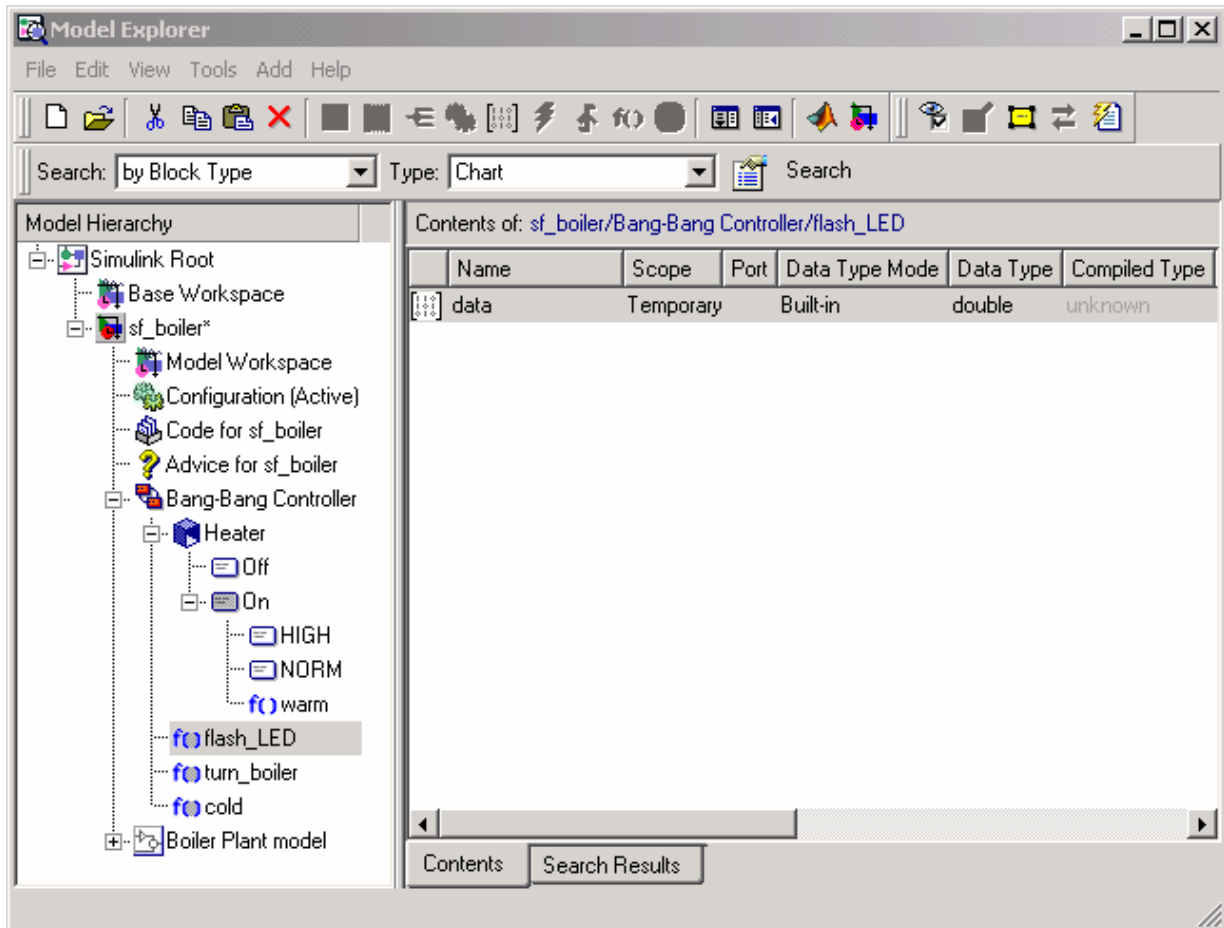 Model Explorer
File Edit View Tools Add Help
Search: by Block Type Type: Chart Search
Model Hierarchy
Simulink Root
Base Workspace
sf_boiler*
Model Workspace
Configuration (Active)
Code for sf_boiler
Advice for sf_boiler
Bang-Bang Controller
Heater
Off
On
HIGH
NORM
f() warm
f() flash_LED
f() turn_boiler
f() cold
Boiler Plant model
Contents of: sf_boiler/Bang-Bang Controller/flash_LED
Name Scope Port Data Type Mode Data Type Compiled Type
data Temporary Built-in double unknown
Contents Search Results